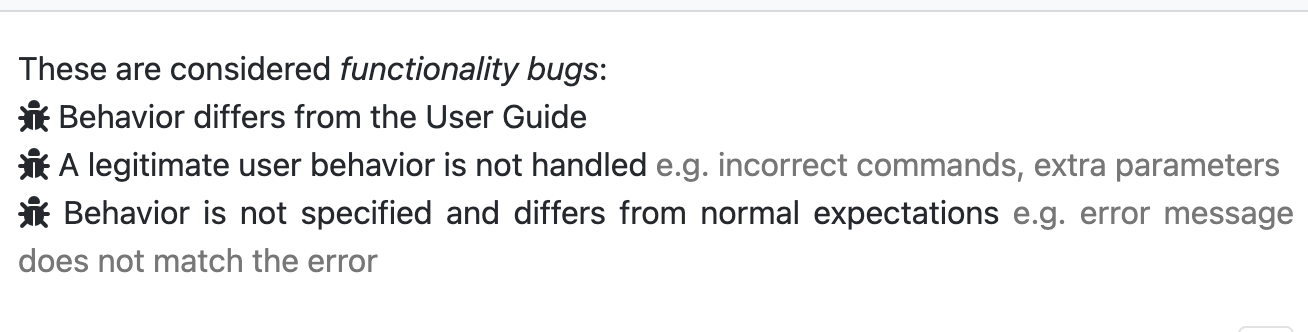 These are considered functionality bugs:
Behavior differs from the User Guide
A legitimate user behavior is not handled e.g. incorrect commands, extra parameters
Behavior is not specified and differs from normal expectations e.g. error message
does not match the error